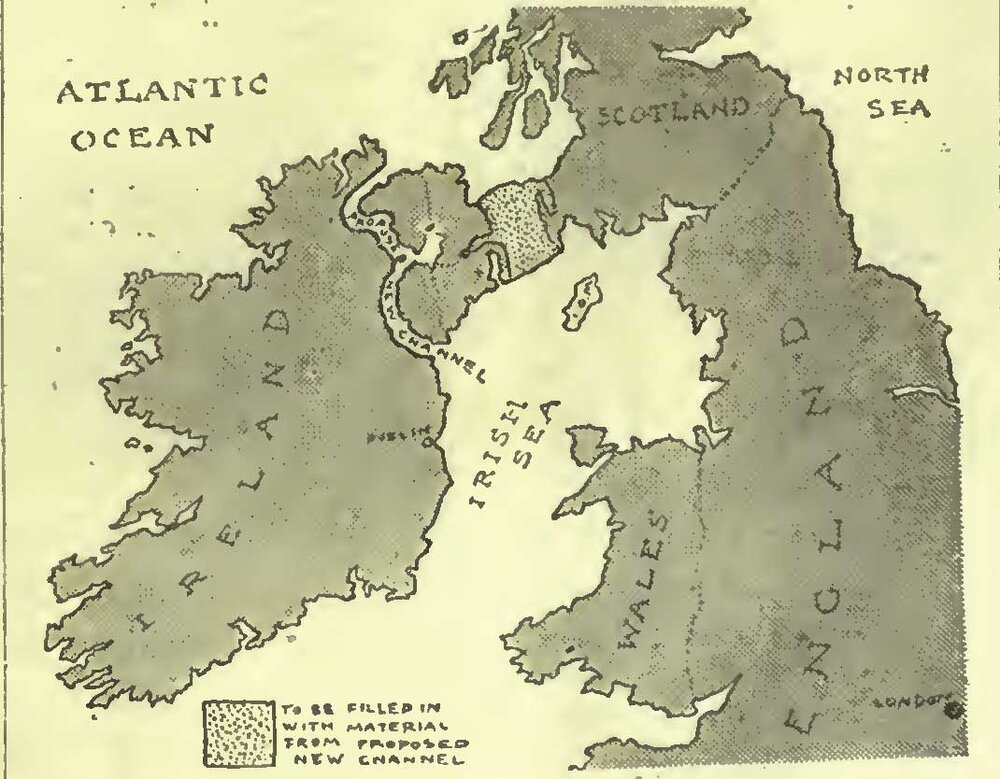 ATLANTIC
OCEAN
NORTH
SEA
SCOTLAND
I.O.M.
CHANNEL
IRELAND
DUBLIN
IRISH
SEA
WALES
ENGLAND
LONDON
TO BE FILLED IN
WITH MATERIAL
FROM PROPOSED
NEW CHANNEL